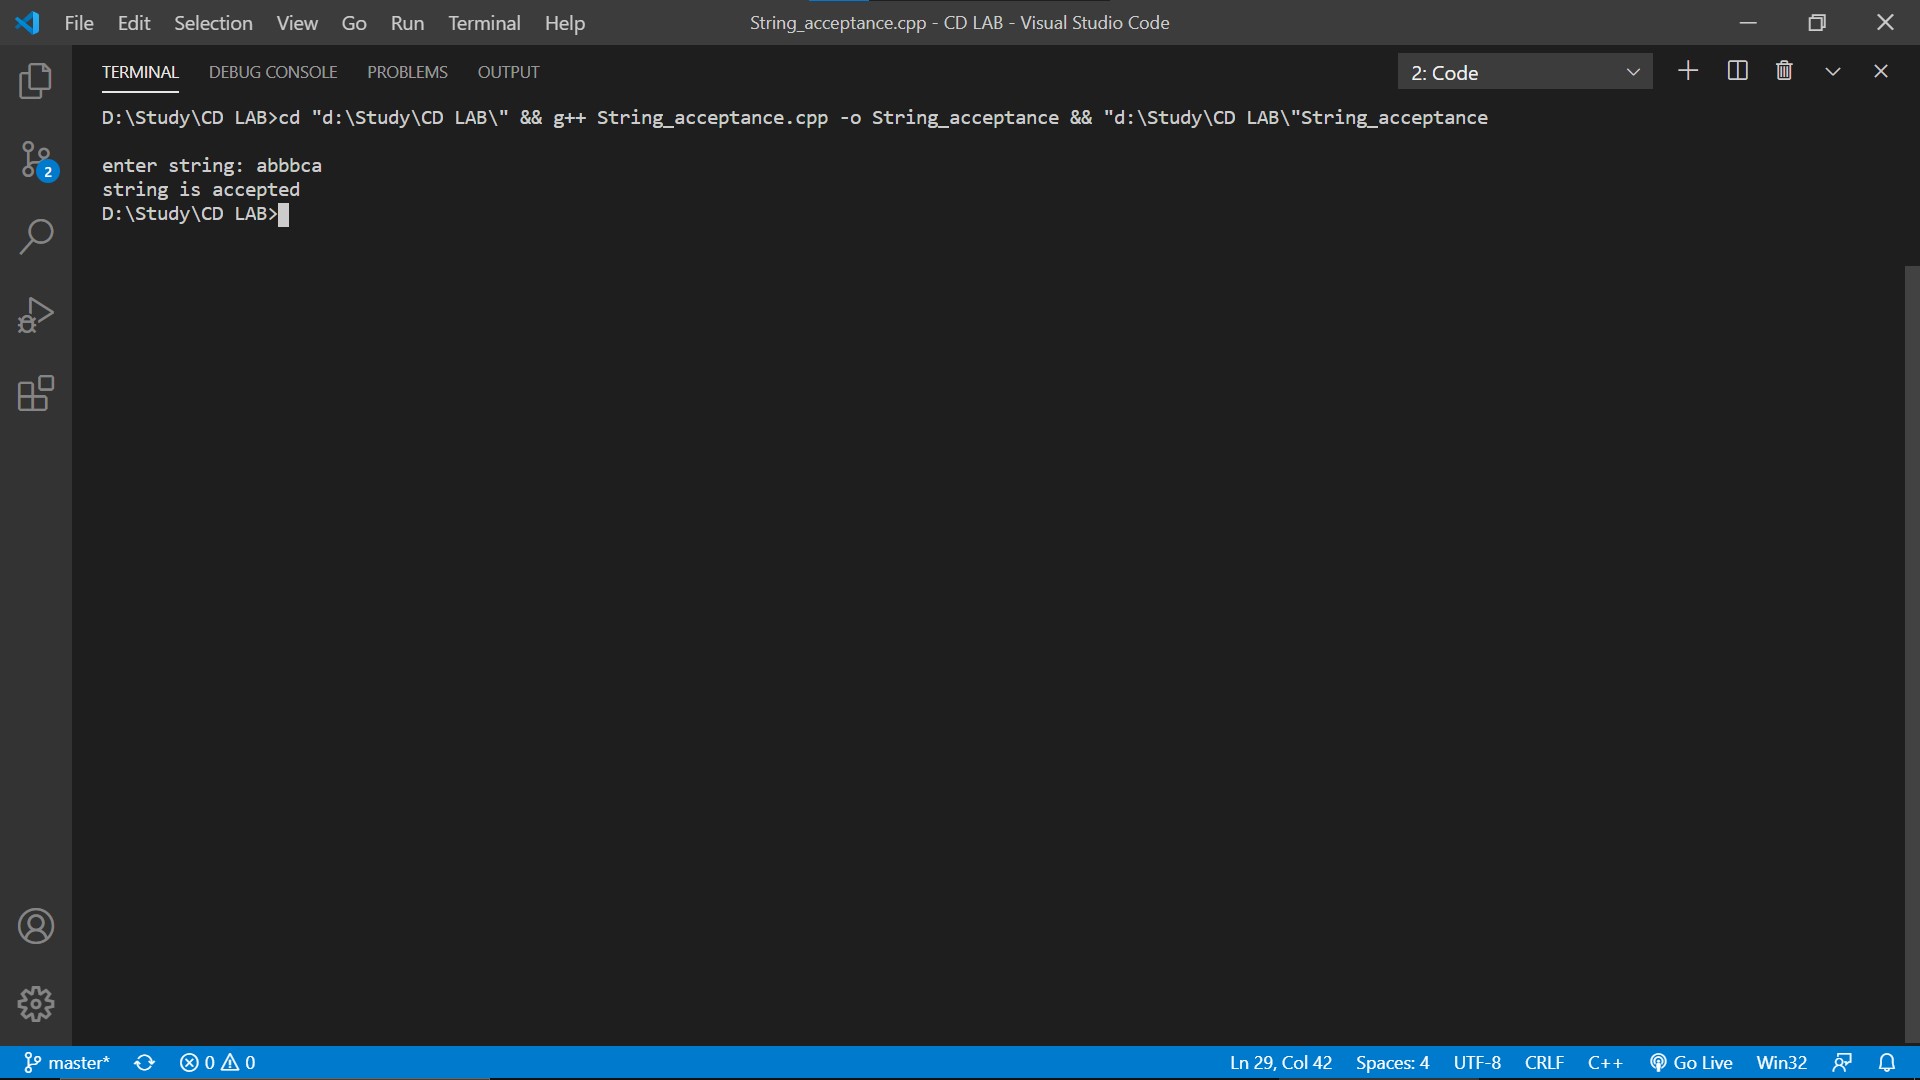 File Edit Selection View Go Run Terminal Help String_acceptance.cpp - CD LAB - Visual Studio Code
TERMINAL DEBUG CONSOLE PROBLEMS OUTPUT 2: Code
D:\Study\CD LAB>cd "d:\Study\CD LAB\" && g++ String_acceptance.cpp -o String_acceptance && "d:\Study\CD LAB\"String_acceptance
2
enter string: abbbca
string is accepted
D:\Study\CD LAB>
master* 0 0 Ln 29, Col 42 Spaces: 4 UTF-8 CRLF C++ Go Live Win32